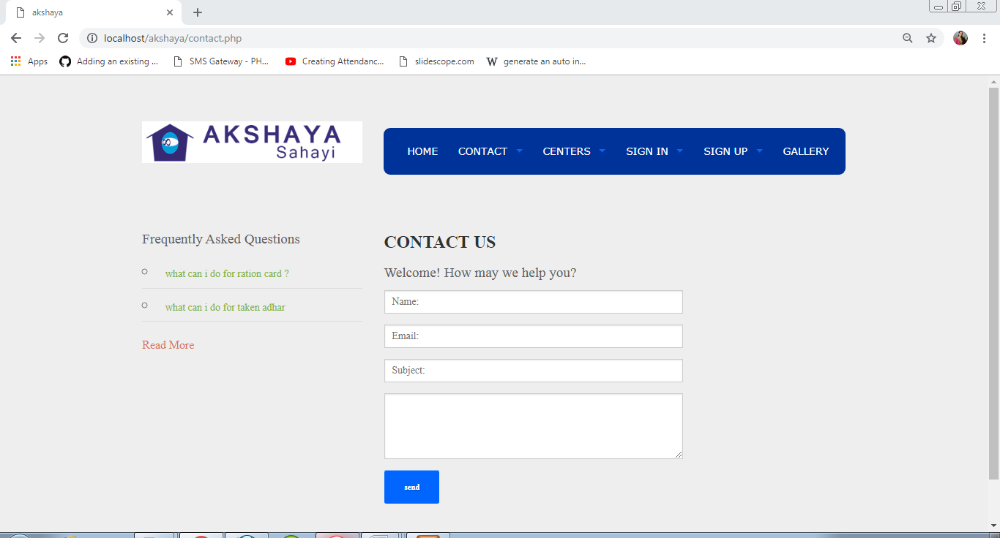 akshaya
localhost/akshaya/contact.php
Apps Adding an existing ... SMS Gateway - PH... Creating Attendanc... slidescope.com W generate an auto in...
AKSHAYA
Sahayi
HOME CONTACT CENTERS SIGN IN SIGN UP GALLERY
Frequently Asked Questions
what can i do for ration card ?
what can i do for taken adhar
Read More
CONTACT US
Welcome! How may we help you?
Name:
Email:
Subject:
send